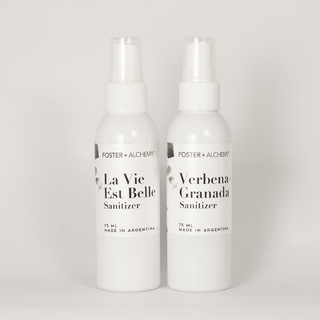 FOSTER + ALCHEMY
La Vie
Est Belle
Sanitizer
75 ML
MADE IN ARGENTINA
FOSTER + ALCHEMY
Verbena-
Granada
Sanitizer
75 ML
MADE IN ARGENTINA